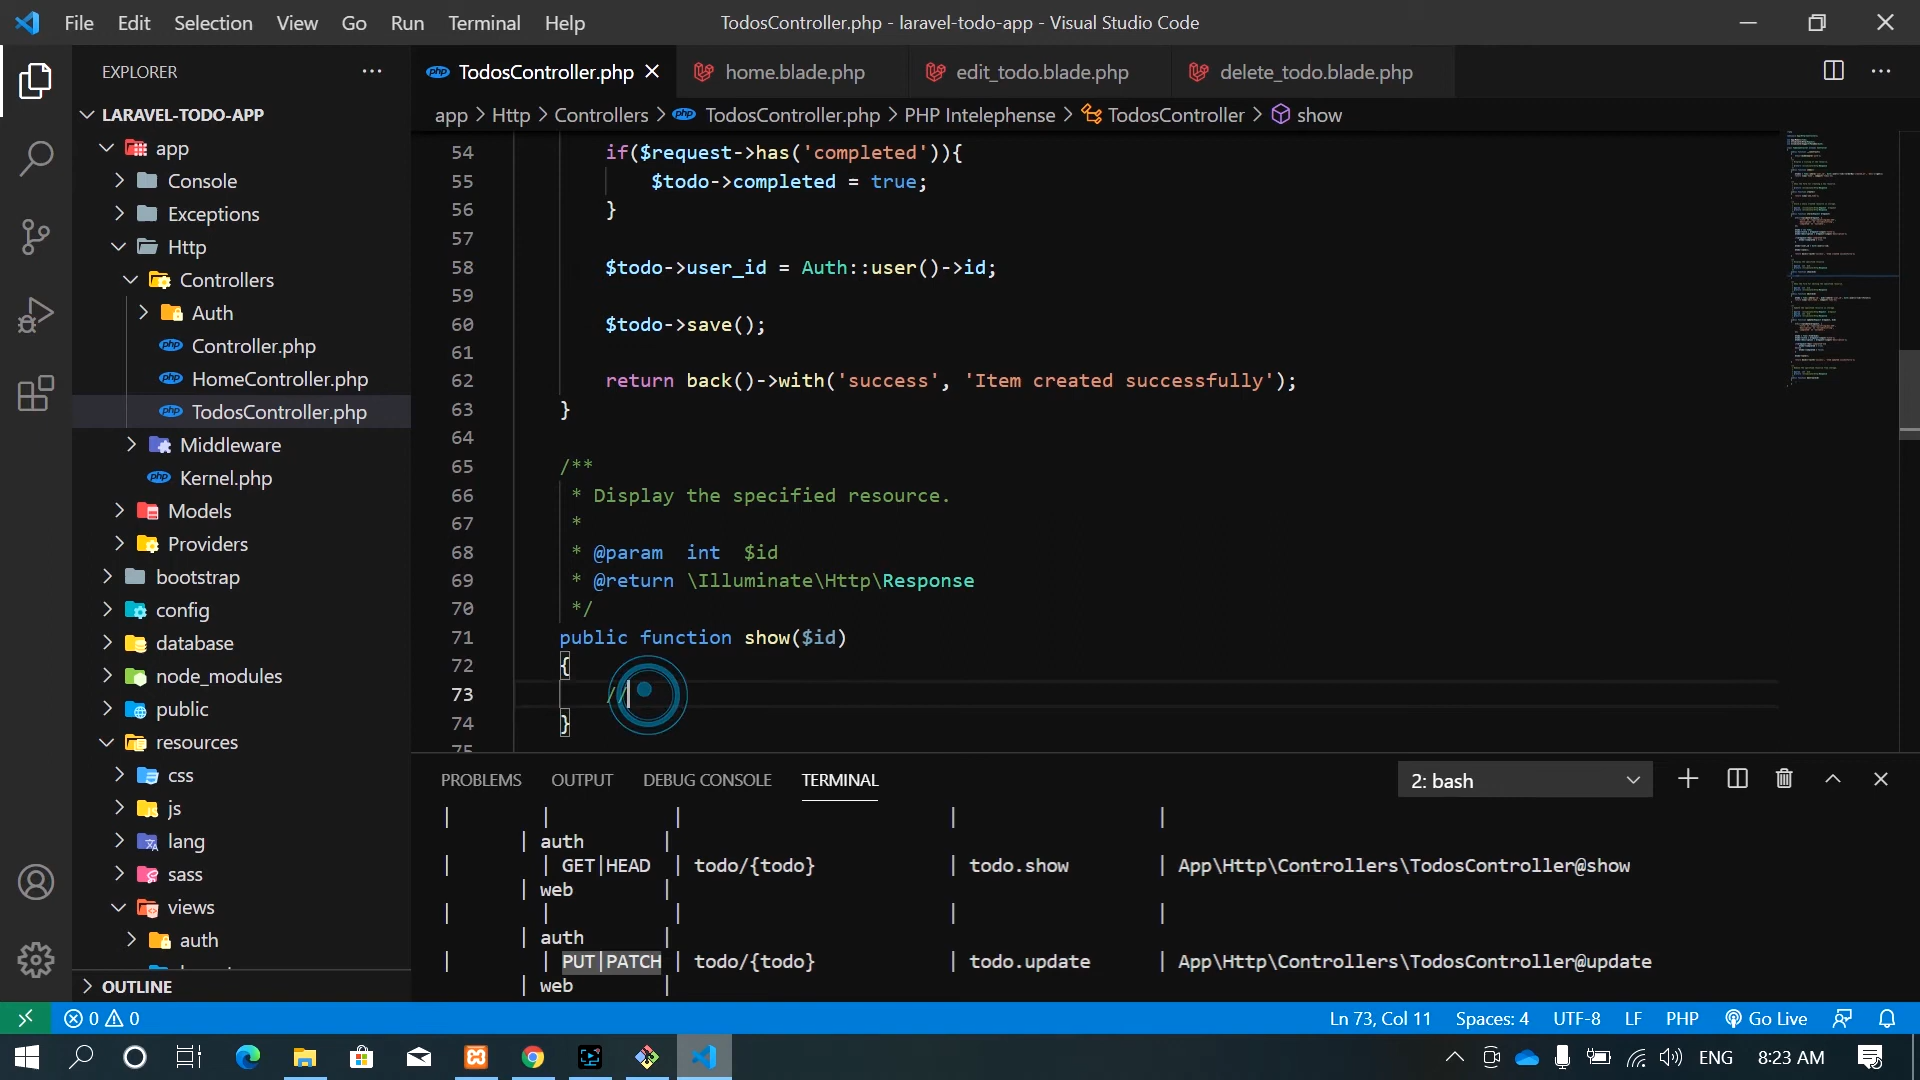 File Edit Selection View Go Run Terminal Help
TodosController.php - laravel-todo-app - Visual Studio Code
EXPLORER
LARAVEL-TODO-APP
app
Console
Exceptions
Http
Controllers
Auth
php Controller.php
php HomeController.php
php TodosController.php
Middleware
php Kernel.php
Models
Providers
bootstrap
config
database
node_modules
public
resources
css
js
lang
sass
views
auth
OUTLINE
php TodosController.php
home.blade.php
edit_todo.blade.php
delete_todo.blade.php
app > Http > Controllers > php TodosController.php > PHP Intelephense > TodosController > show
54 if($request->has('completed')){
55 $todo->completed = true;
56 }
57
58 $todo->user_id = Auth::user()->id;
59
60 $todo->save();
61
62 return back()->with('success', 'Item created successfully');
63 }
64
65 /**
66 * Display the specified resource.
67 *
68 * @param  int  $id
69 * @return \Illuminate\Http\Response
70 */
71 public function show($id)
72 {
73 //
74 }
75
PROBLEMS OUTPUT DEBUG CONSOLE TERMINAL
2: bash
| | | | |
| auth |
| | GET|HEAD | todo/{todo} | todo.show | App\Http\Controllers\TodosController@show
| web |
| | | | |
| auth |
| | PUT|PATCH | todo/{todo} | todo.update | App\Http\Controllers\TodosController@update
| web |
0 0
Ln 73, Col 11 Spaces: 4 UTF-8 LF PHP Go Live
ENG 8:23 AM